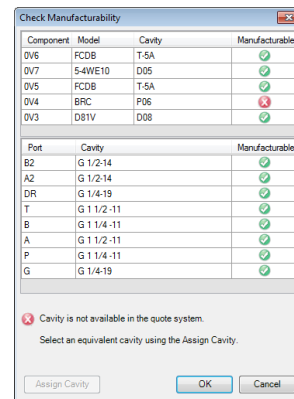 Check Manufacturability
Component Model Cavity Manufacturable
0V6 FCDB T-5A
0V7 5-4WE10 D05
0V5 FCDB T-5A
0V4 BRC P06
0V3 D81V D08
Port Cavity Manufacturable
B2 G 1/2-14
A2 G 1/2-14
DR G 1/4-19
T G 1 1/2 -11
B G 1 1/4 -11
A G 1 1/2 -11
P G 1 1/4 -11
G G 1/4-19
Cavity is not available in the quote system.
Select an equivalent cavity using the Assign Cavity.
Assign Cavity OK Cancel